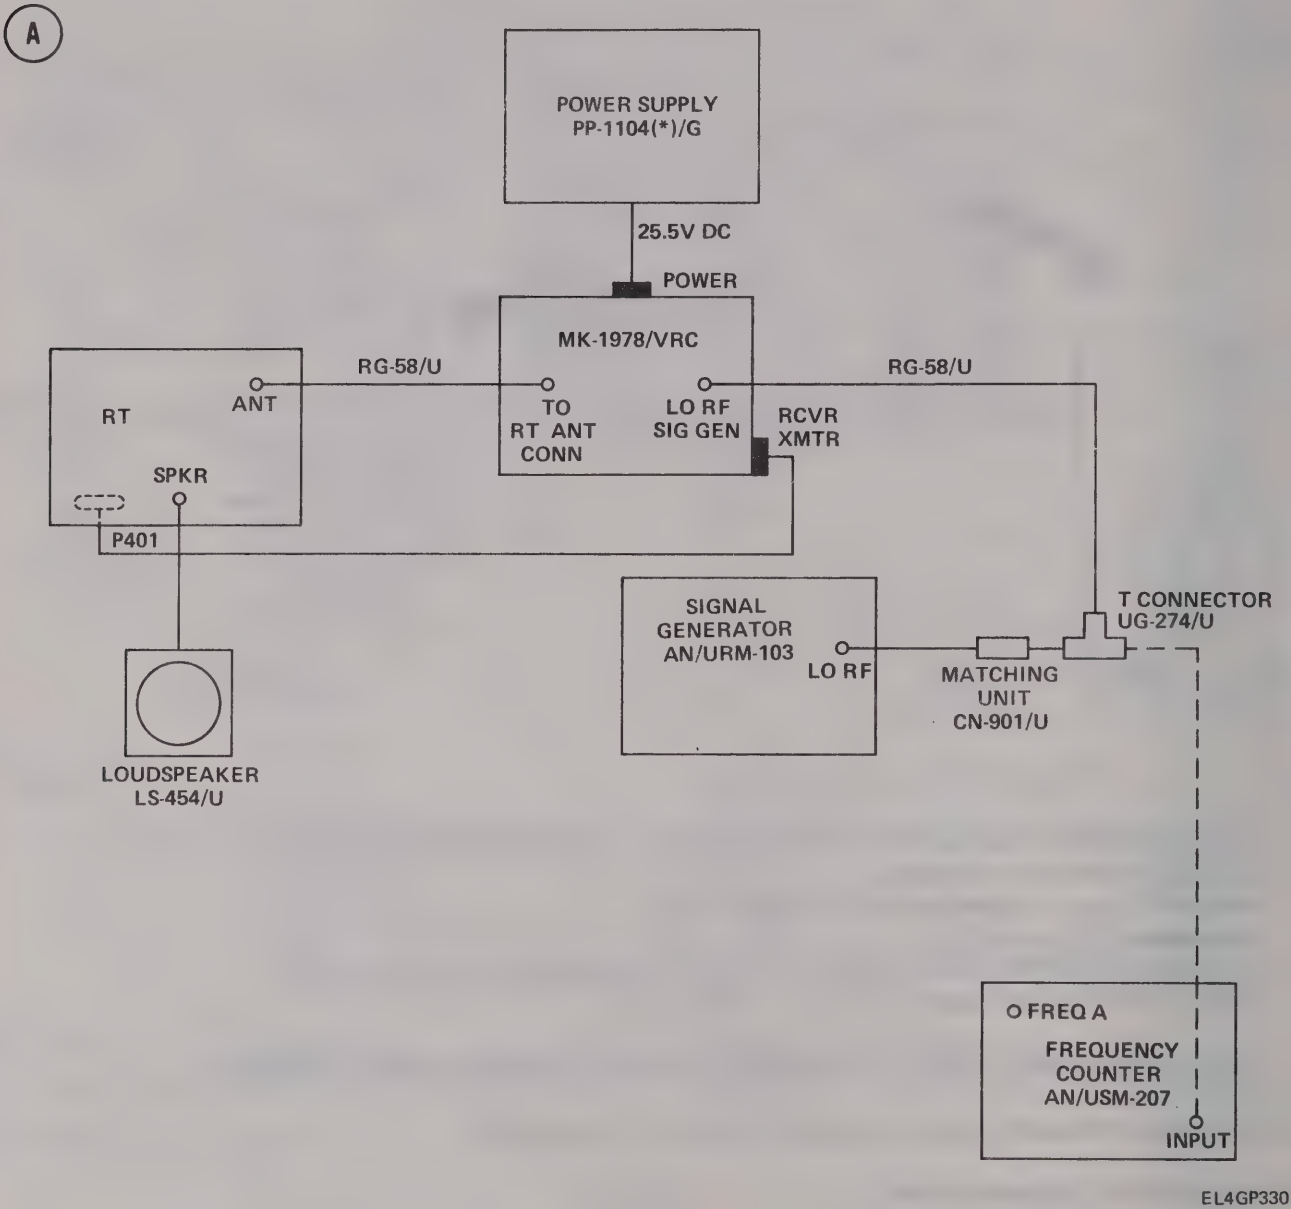 A
POWER SUPPLY
PP-1104(*)/G
25.5V DC
POWER
MK-1978/VRC
RG-58/U
RG-58/U
ANT
RT
TO
RT ANT
CONN
LO RF
SIG GEN
RCVR
XMTR
SPKR
P401
SIGNAL
GENERATOR
AN/URM-103
LO RF
T CONNECTOR
UG-274/U
MATCHING
UNIT
CN-901/U
LOUDSPEAKER
LS-454/U
FREQ A
FREQUENCY
COUNTER
AN/USM-207
INPUT
EL4GP330